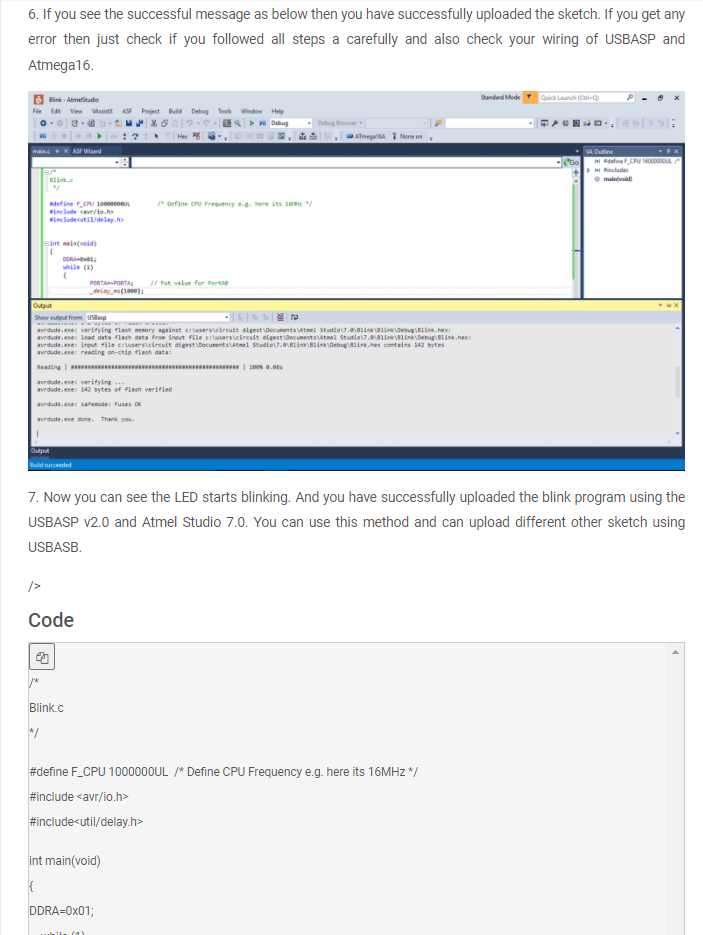 6. If you see the successful message as below then you have successfully uploaded the sketch. If you get any
error then just check if you followed all steps a carefully and also check your wiring of USBASP and
Atmega16.
Blink - AtmelStudio
Standard Mode
Quick Launch (Ctrl+Q)
File Edit View VAssistX ASF Project Build Debug Tools Window Help
Debug
Debug Browser
Hex
ATmega16A
None on
main.c
ASF Wizard
Go
VA Outline
/*
Blink.c
*/
#define F_CPU 16000000UL /*
#includes
main(void)
/* Define CPU Frequency e.g. here its 16MHz */
#include <avr/io.h>
#include<util/delay.h>
int main(void)
{
DDRA=0x01;
while (1)
{
PORTA=~PORTA; // Put value for PortA0
_delay_ms(1000);
Output
Show output from: USBasp
avrdude.exe: verifying flash memory against c:\users\circuit digest\Documents\Atmel Studio\7.0\Blink\Blink\Debug\Blink.hex:
avrdude.exe: load data flash data from input file c:\users\circuit digest\Documents\Atmel Studio\7.0\Blink\Blink\Debug\Blink.hex:
avrdude.exe: input file c:\users\circuit digest\Documents\Atmel Studio\7.0\Blink\Blink\Debug\Blink.hex contains 142 bytes
avrdude.exe: reading on-chip flash data:
Reading | ################################################## | 100% 0.08s
avrdude.exe: verifying ...
avrdude.exe: 142 bytes of flash verified
avrdude.exe: safemode: Fuses OK
avrdude.exe done. Thank you.
Output
Build succeeded
7. Now you can see the LED starts blinking. And you have successfully uploaded the blink program using the
USBASP v2.0 and Atmel Studio 7.0. You can use this method and can upload different other sketch using
USBASB.
/>
Code
/*
Blink.c
*/
#define F_CPU 1000000UL /* Define CPU Frequency e.g. here its 16MHz */
#include <avr/io.h>
#include<util/delay.h>
int main(void)
{
DDRA=0x01;
while (1)